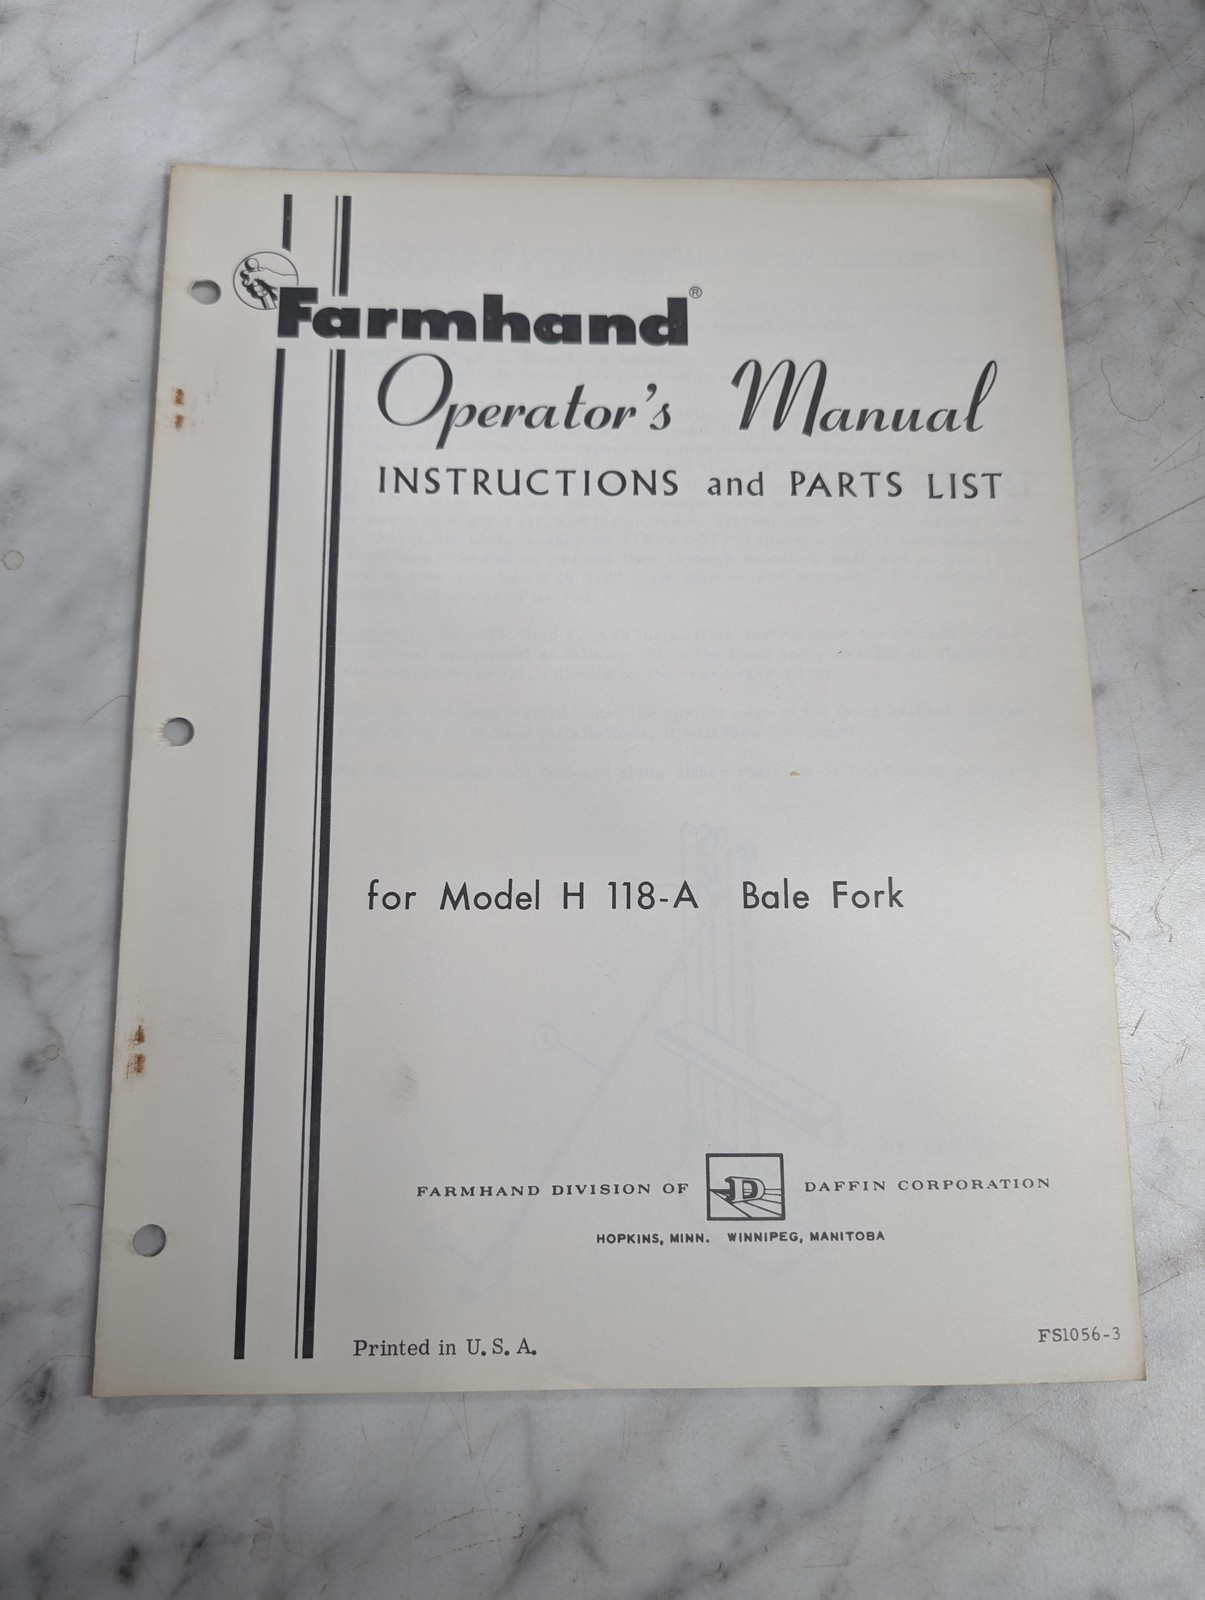 Farmhand®
Operator's Manual
INSTRUCTIONS and PARTS LIST
for Model H 118-A Bale Fork
FARMHAND DIVISION OF D DAFFIN CORPORATION
HOPKINS, MINN. WINNIPEG, MANITOBA
Printed in U. S. A.
FS1056-3